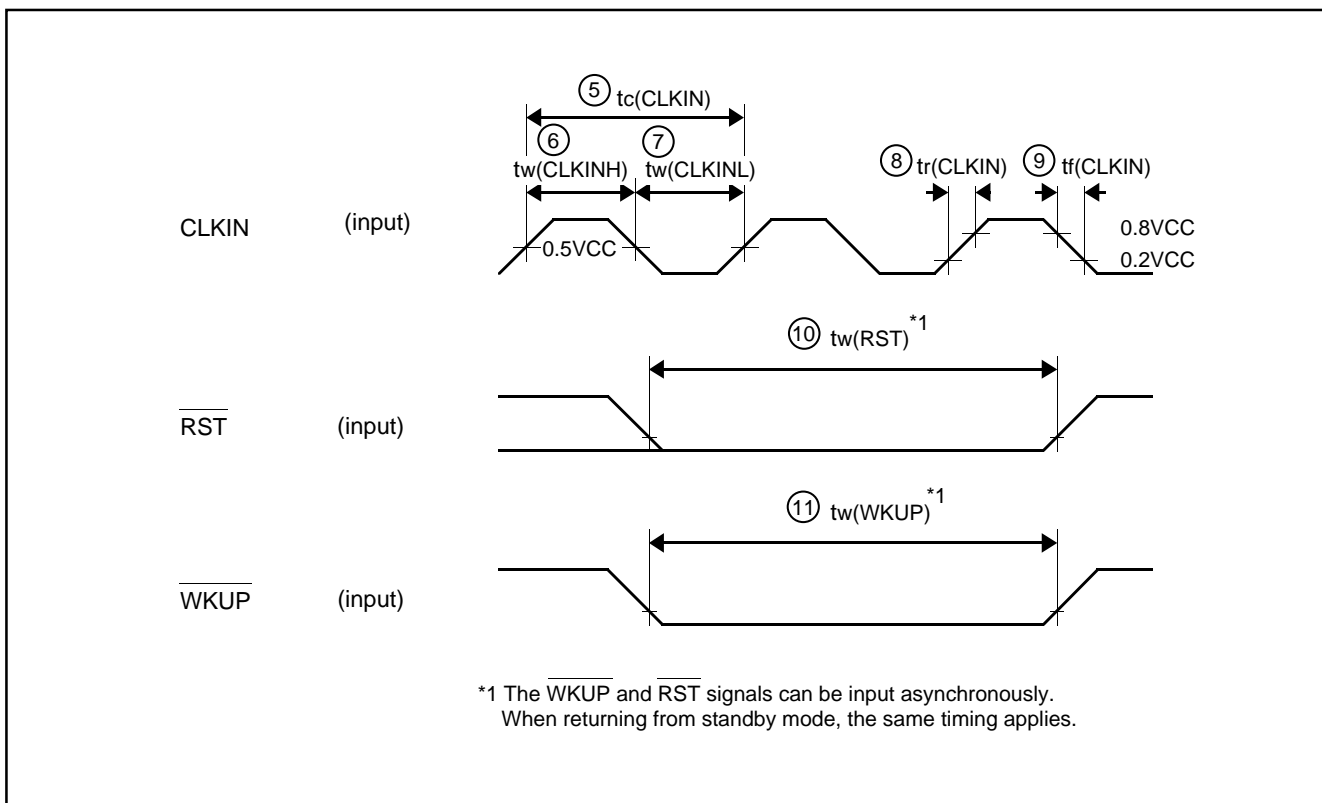 ⑤ tc(CLKIN)
⑥ ⑦
tw(CLKINH) tw(CLKINL)
⑧ tr(CLKIN) ⑨ tf(CLKIN)
CLKIN (input)
0.5VCC
0.8VCC
0.2VCC
⑩ tw(RST)*1
RST (input)
⑪ tw(WKUP)*1
WKUP (input)
*1 The WKUP and RST signals can be input asynchronously.
When returning from standby mode, the same timing applies.